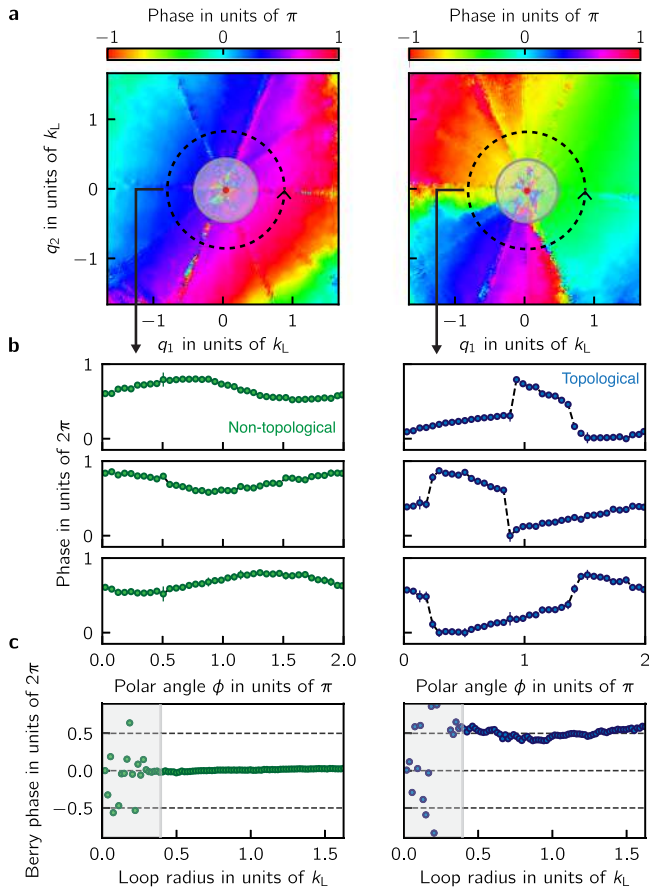 a
Phase in units of π
Phase in units of π
−1 0 1
−1 0 1
q2 in units of kL
1
0
−1
−1 0 1
−1 0 1
q1 in units of kL
q1 in units of kL
b
Phase in units of 2π
1
0
Non-topological
1
0
1
0
Topological
0.0 0.5 1.0 1.5 2.0
0 1 2
Polar angle ϕ in units of π
Polar angle ϕ in units of π
c
Berry phase in units of 2π
0.5
0.0
−0.5
0.5
0.0
−0.5
0.0 0.5 1.0 1.5
0.0 0.5 1.0 1.5
Loop radius in units of kL
Loop radius in units of kL